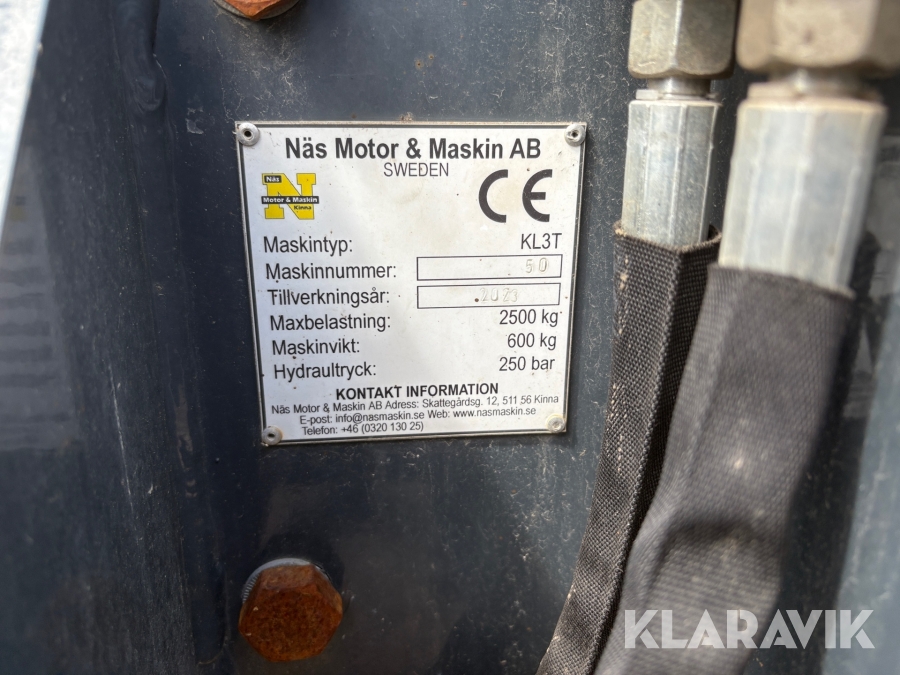 Näs Motor & Maskin AB
SWEDEN
Näs
Motor & Maskin
Kinna
CE
Maskintyp: KL3T
Maskinnummer: 50
Tillverkningsår: 2021
Maxbelastning: 2500 kg
Maskinvikt: 600 kg
Hydraultryck: 250 bar
KONTAKT INFORMATION
Näs Motor & Maskin AB Adress: Skattegårdsg. 12, 511 56 Kinna
E-post: info@nasmaskin.se Web: www.nasmaskin.se
Telefon: +46 (0320 130 25)
KLARAVIK